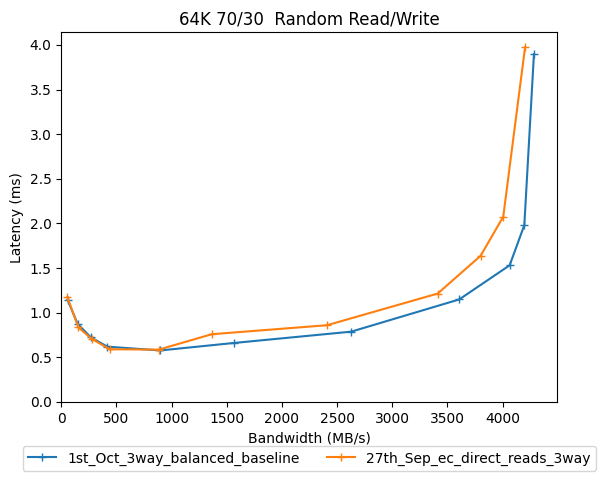 64K 70/30  Random Read/Write
4.0
3.5
3.0
2.5
2.0
1.5
1.0
0.5
0.0
Latency (ms)
0 500 1000 1500 2000 2500 3000 3500 4000
Bandwidth (MB/s)
1st_Oct_3way_balanced_baseline 27th_Sep_ec_direct_reads_3way